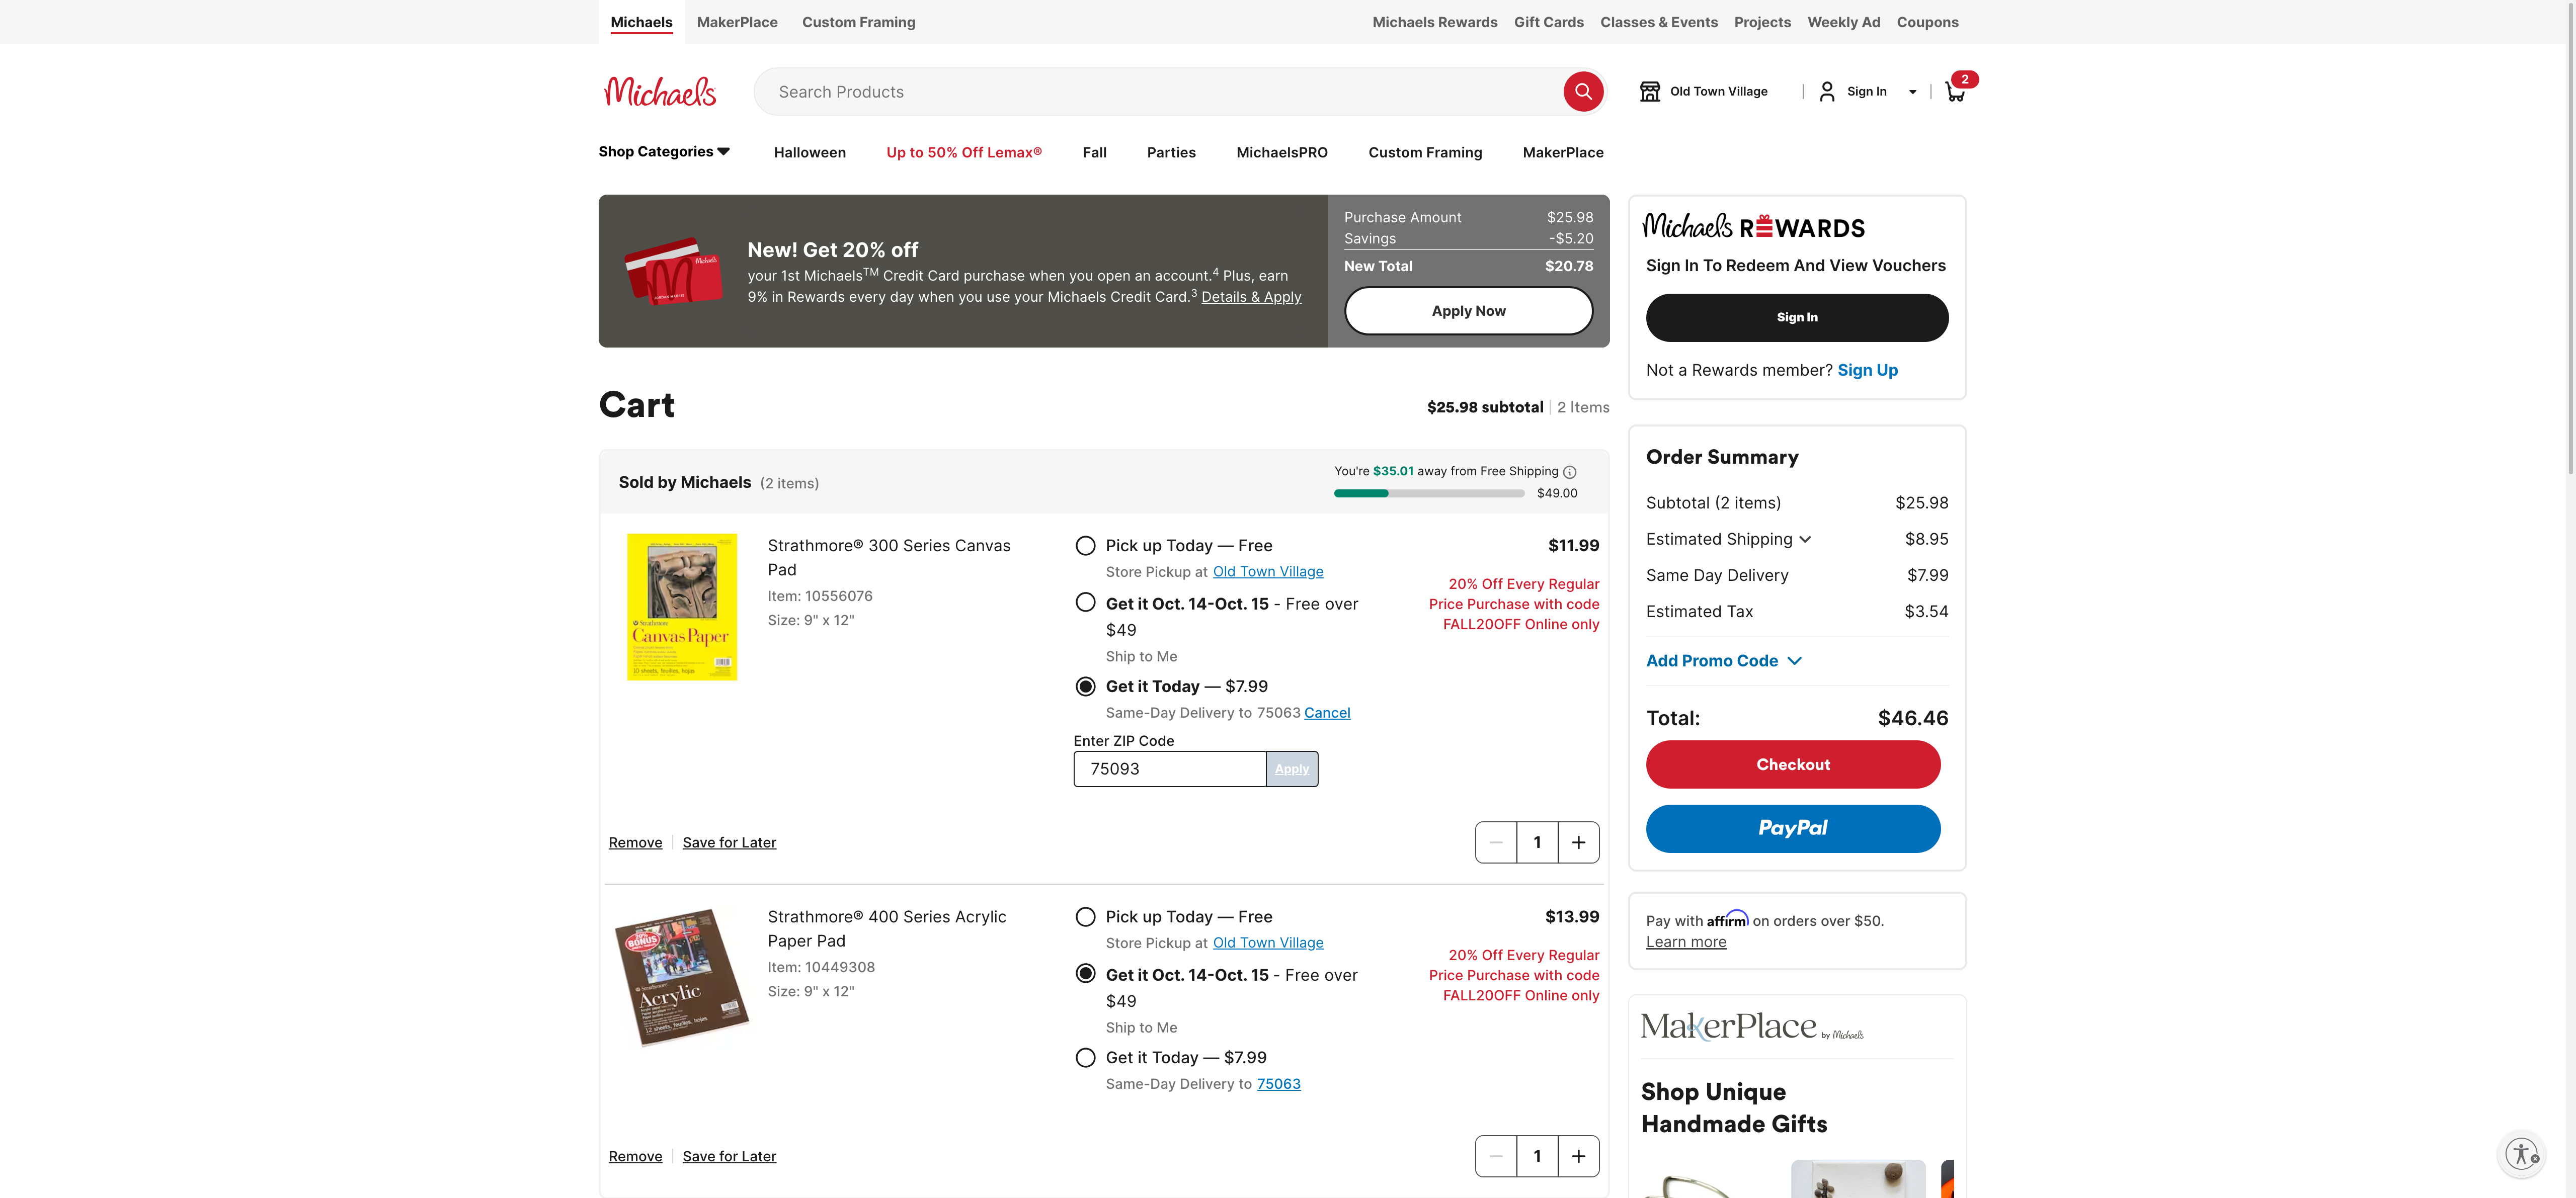 Michaels
MakerPlace
Custom Framing
Michaels Rewards
Gift Cards
Classes & Events
Projects
Weekly Ad
Coupons
Michaels
Search Products
Old Town Village
Sign In
2
Shop Categories
Halloween
Up to 50% Off Lemax®
Fall
Parties
MichaelsPRO
Custom Framing
MakerPlace
Michaels
New! Get 20% off
your 1st Michaels™ Credit Card purchase when you open an account.⁴ Plus, earn
9% in Rewards every day when you use your Michaels Credit Card.³ Details & Apply
Purchase Amount $25.98
Savings -$5.20
New Total $20.78
Apply Now
Michaels REWARDS
Sign In To Redeem And View Vouchers
Sign In
Not a Rewards member? Sign Up
Cart
$25.98 subtotal | 2 Items
Sold by Michaels (2 items)
You're $35.01 away from Free Shipping
$49.00
Strathmore
Canvas Paper
Strathmore® 300 Series Canvas
Pad
Item: 10556076
Size: 9" x 12"
Pick up Today — Free
Store Pickup at Old Town Village
Get it Oct. 14-Oct. 15 - Free over
$49
Ship to Me
Get it Today — $7.99
Same-Day Delivery to 75063 Cancel
Enter ZIP Code
75093
Apply
$11.99
20% Off Every Regular
Price Purchase with code
FALL20OFF Online only
Remove | Save for Later
1
BONUS
Strathmore
Acrylic
Strathmore® 400 Series Acrylic
Paper Pad
Item: 10449308
Size: 9" x 12"
Pick up Today — Free
Store Pickup at Old Town Village
Get it Oct. 14-Oct. 15 - Free over
$49
Ship to Me
Get it Today — $7.99
Same-Day Delivery to 75063
$13.99
20% Off Every Regular
Price Purchase with code
FALL20OFF Online only
Remove | Save for Later
1
Order Summary
Subtotal (2 items) $25.98
Estimated Shipping $8.95
Same Day Delivery $7.99
Estimated Tax $3.54
Add Promo Code
Total: $46.46
Checkout
PayPal
Pay with affirm on orders over $50.
Learn more
MakerPlace by Michaels
Shop Unique
Handmade Gifts